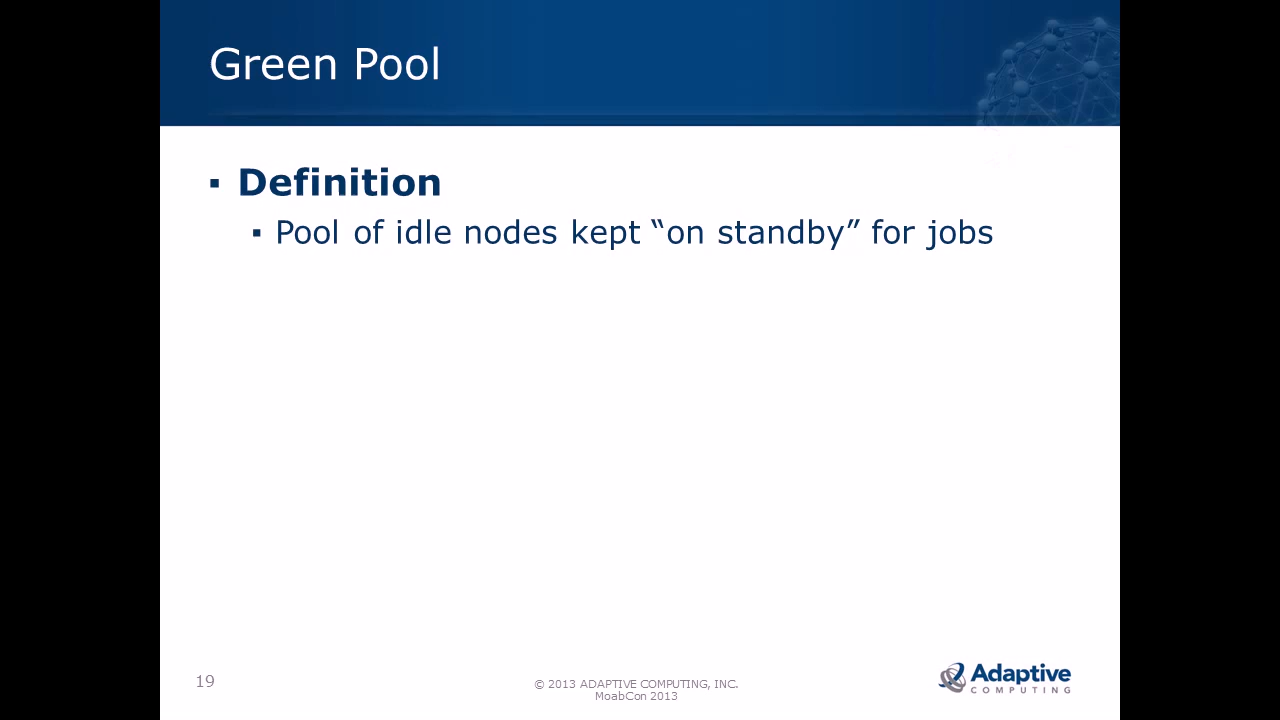 Green Pool
▪ Definition
▪ Pool of idle nodes kept “on standby” for jobs
19
© 2013 ADAPTIVE COMPUTING, INC.
MoabCon 2013
Adaptive
COMPUTING